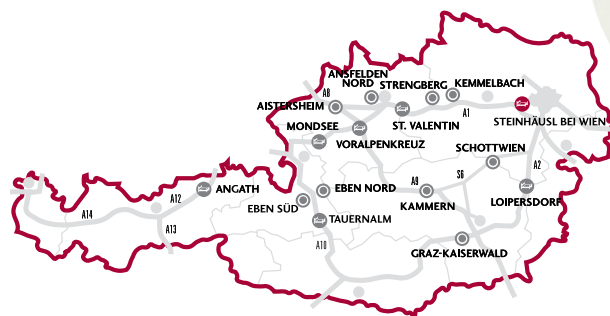 ANSFELDEN
NORD
STRENGBERG
KEMMELBACH
A8
AISTERSHEIM
A1
ST. VALENTIN
STEINHÄUSL BEI WIEN
MONDSEE
VORALPENKREUZ
SCHOTTWIEN
A2
S6
A9
ANGATH
EBEN NORD
KAMMERN
LOIPERSDORF
A12
EBEN SÜD
TAUERNALM
A14
A13
A10
GRAZ-KAISERWALD